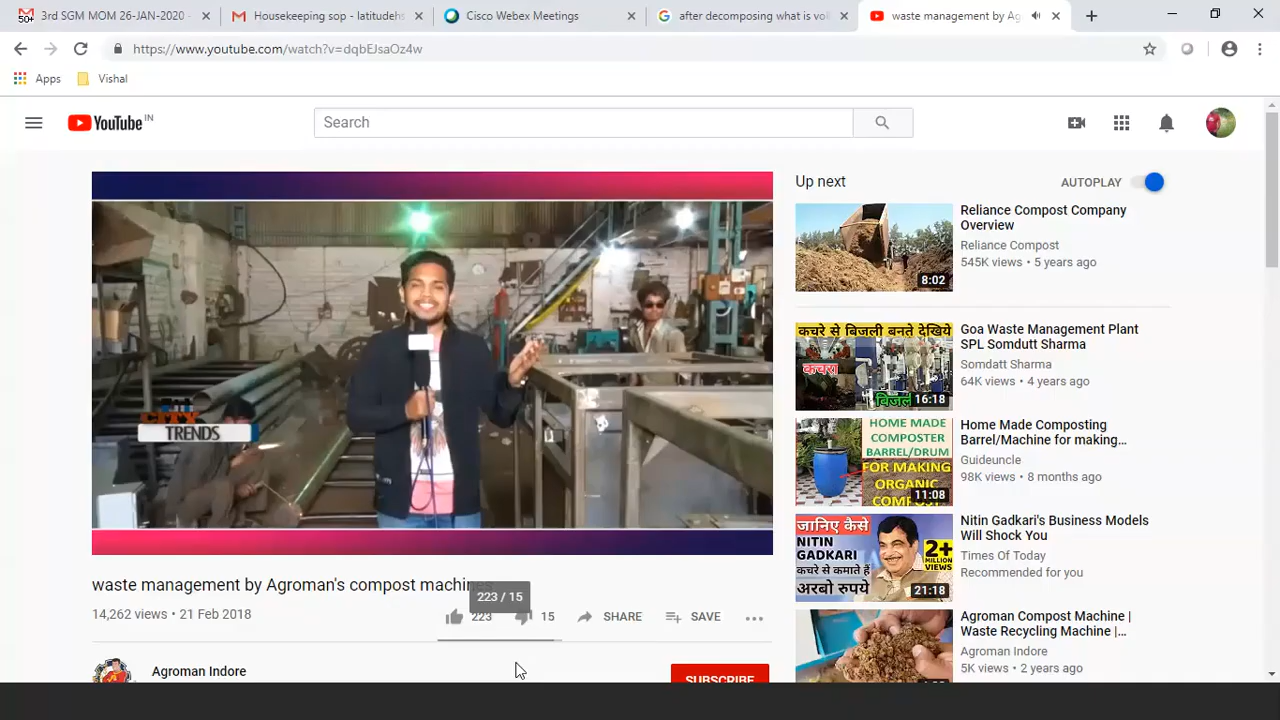 50+
3rd SGM MOM 26-JAN-2020 -
Housekeeping sop - latitude
Cisco Webex Meetings
after decomposing what is vol
waste management by Ag
https://www.youtube.com/watch?v=dqbEJsaOz4w
Apps
Vishal
YouTube IN
Search
CITY
TRENDS
waste management by Agroman's compost machines
223 / 15
14,262 views • 21 Feb 2018
223
15
SHARE
SAVE
Agroman Indore
SUBSCRIBE
Up next
AUTOPLAY
8:02
Reliance Compost Company
Overview
Reliance Compost
545K views • 5 years ago
कचरे से बिजली बनते देखिये
कचरा
16:18
Goa Waste Management Plant
SPL Somdutt Sharma
Somdatt Sharma
64K views • 4 years ago
HOME MADE
COMPOSTER
BARREL/DRUM
FOR MAKING
ORGANIC
COMPOST
11:08
Home Made Composting
Barrel/Machine for making...
Guideuncle
98K views • 8 months ago
जानिए कैसे
NITIN
GADKARI
कचरे से कमाते हैं
अरबो रुपये
2+
MILLION
VIEWS
21:18
Nitin Gadkari's Business Models
Will Shock You
Times Of Today
Recommended for you
Agroman Compost Machine |
Waste Recycling Machine |...
Agroman Indore
5K views • 2 years ago